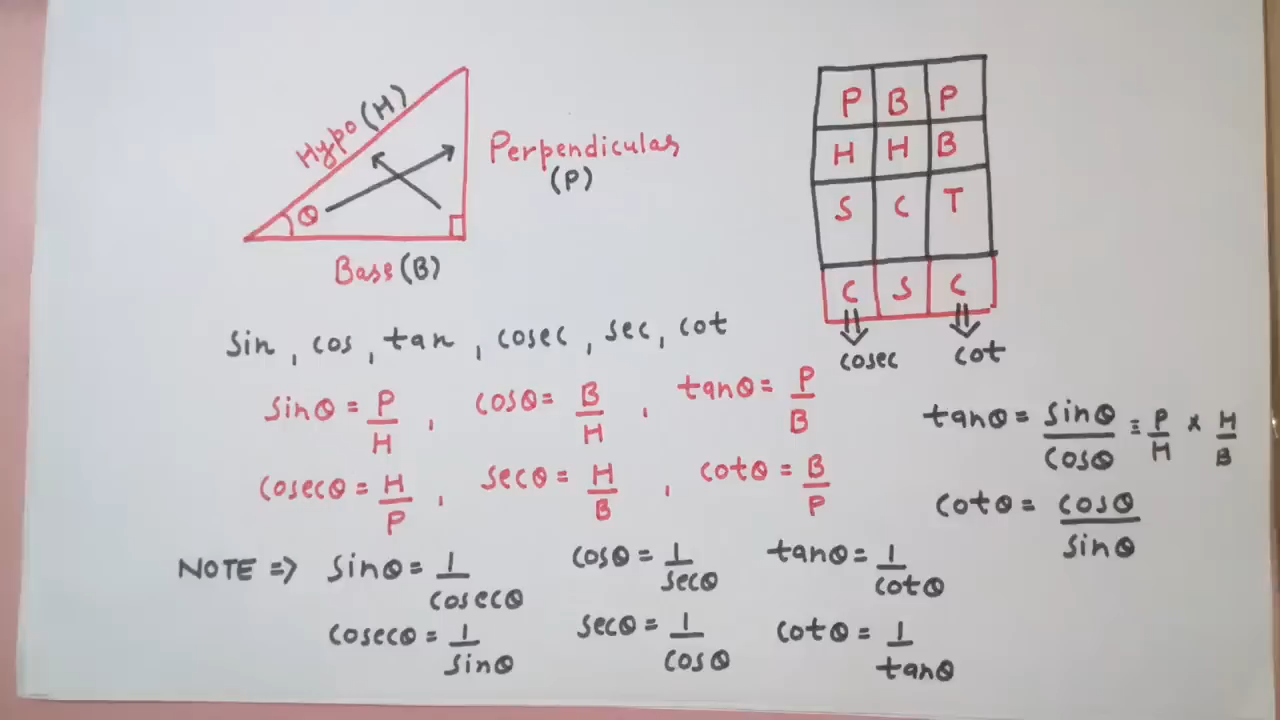 Hypo (H)
Perpendicular
(P)
θ
Base (B)
P B P
H H B
S C T
C S C
cosec cot
sin, cos, tan, cosec, sec, cot
sinθ = P/H, cosθ = B/H, tanθ = P/B
cosecθ = H/P, secθ = H/B, cotθ = B/P
tanθ = sinθ/cosθ = P/H × H/B
cotθ = cosθ/sinθ
NOTE => sinθ = 1/cosecθ cosθ = 1/secθ tanθ = 1/cotθ
cosecθ = 1/sinθ secθ = 1/cosθ cotθ = 1/tanθ